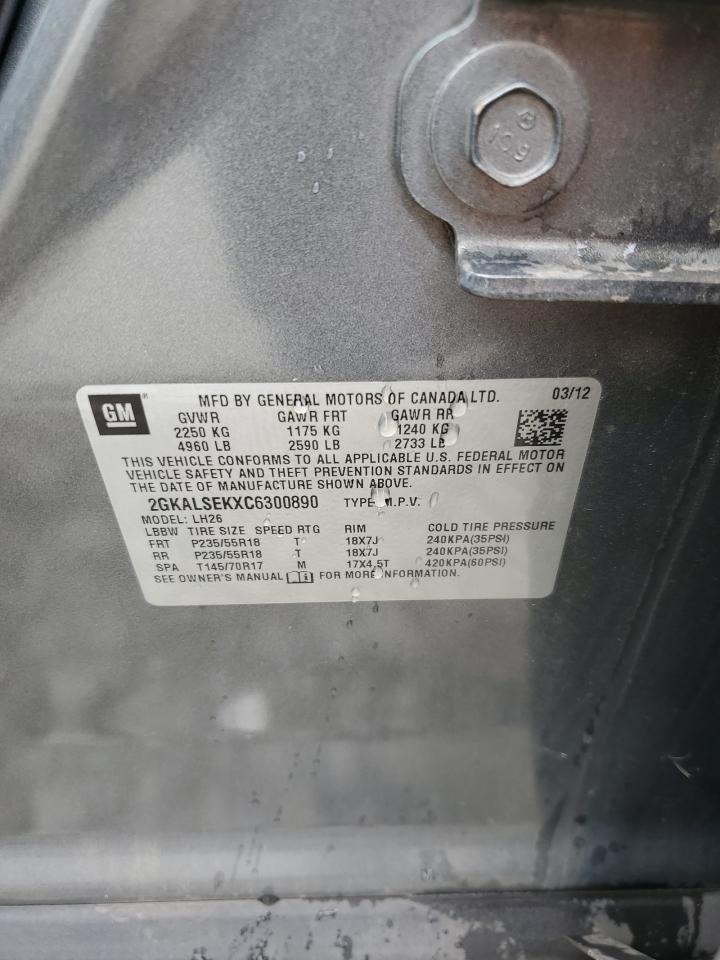 10.9
GM ® MFD BY GENERAL MOTORS OF CANADA LTD. 03/12
GVWR GAWR FRT GAWR RR
2250 KG 1175 KG 1240 KG
4960 LB 2590 LB 2733 LB
THIS VEHICLE CONFORMS TO ALL APPLICABLE U.S. FEDERAL MOTOR
VEHICLE SAFETY AND THEFT PREVENTION STANDARDS IN EFFECT ON
THE DATE OF MANUFACTURE SHOWN ABOVE.
2GKALSEKXC6300890 TYPE: M.P.V.
MODEL: LH26
LBBW TIRE SIZE SPEED RTG RIM COLD TIRE PRESSURE
FRT P235/55R18 T 18X7J 240KPA(35PSI)
RR P235/55R18 T 18X7J 240KPA(35PSI)
SPA T145/70R17 M 17X4.5T 420KPA(60PSI)
SEE OWNER'S MANUAL FOR MORE INFORMATION.